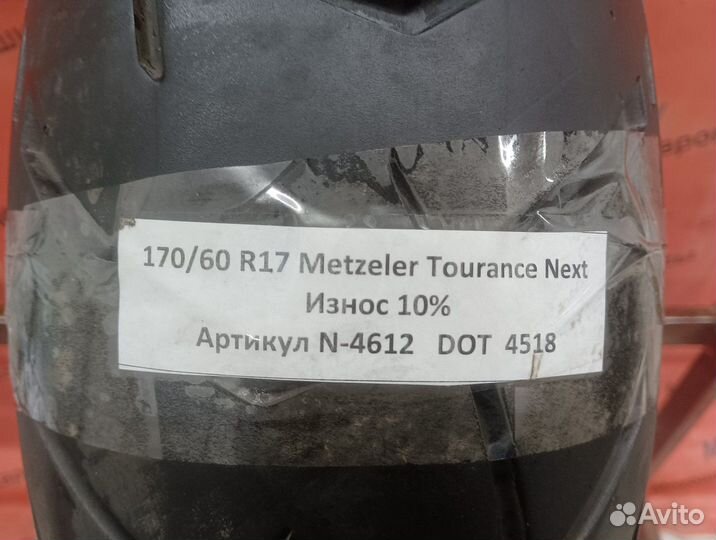 170/60 R17 Metzeler Tourance Next
Износ 10%
Артикул N-4612 DOT 4518
Avito